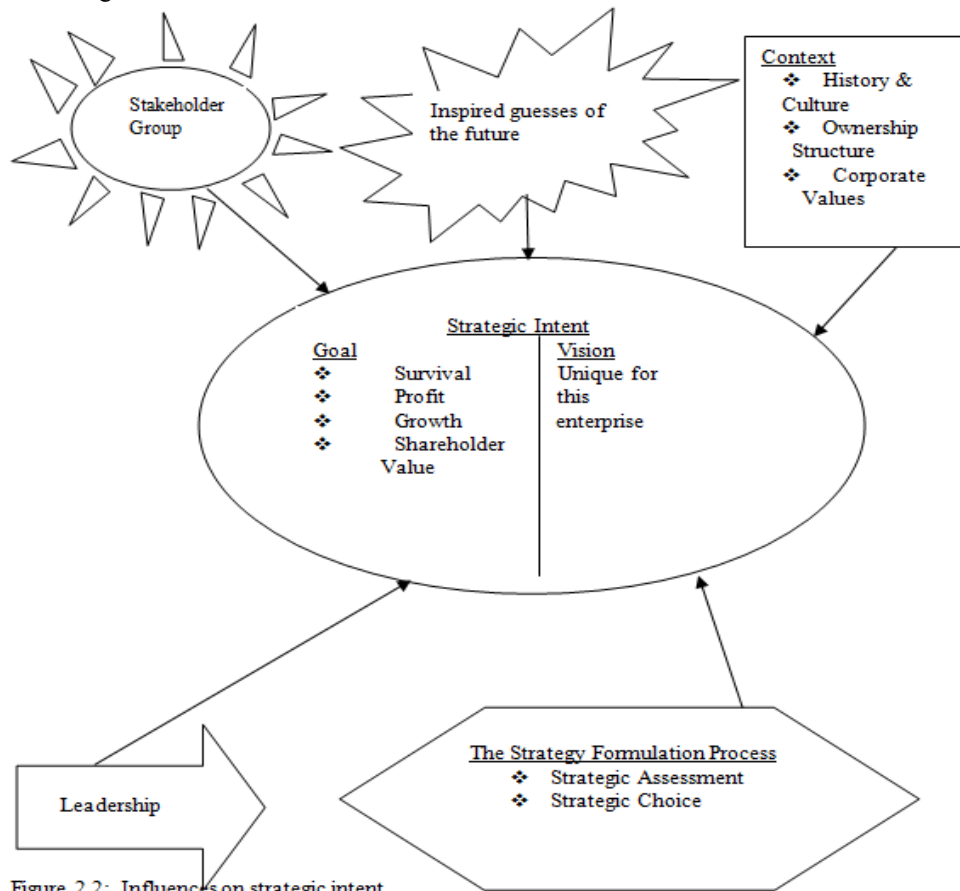 Stakeholder
Group
Inspired guesses of
the future
Context
❖ History &
Culture
❖ Ownership
Structure
❖ Corporate
Values
Strategic Intent
Goal
❖ Survival
❖ Profit
❖ Growth
❖ Shareholder
Value
Vision
Unique for
this
enterprise
Leadership
The Strategy Formulation Process
❖ Strategic Assessment
❖ Strategic Choice
Figure 2.2: Influences on strategic intent